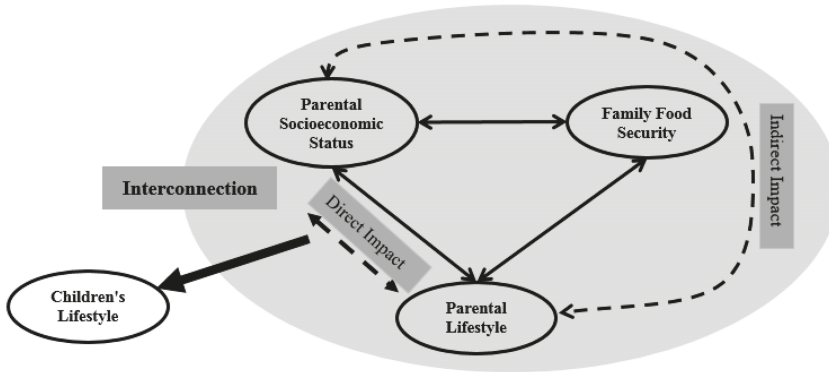 Parental
Socioeconomic
Status
Family Food
Security
Indirect Impact
Interconnection
Direct Impact
Children's
Lifestyle
Parental
Lifestyle